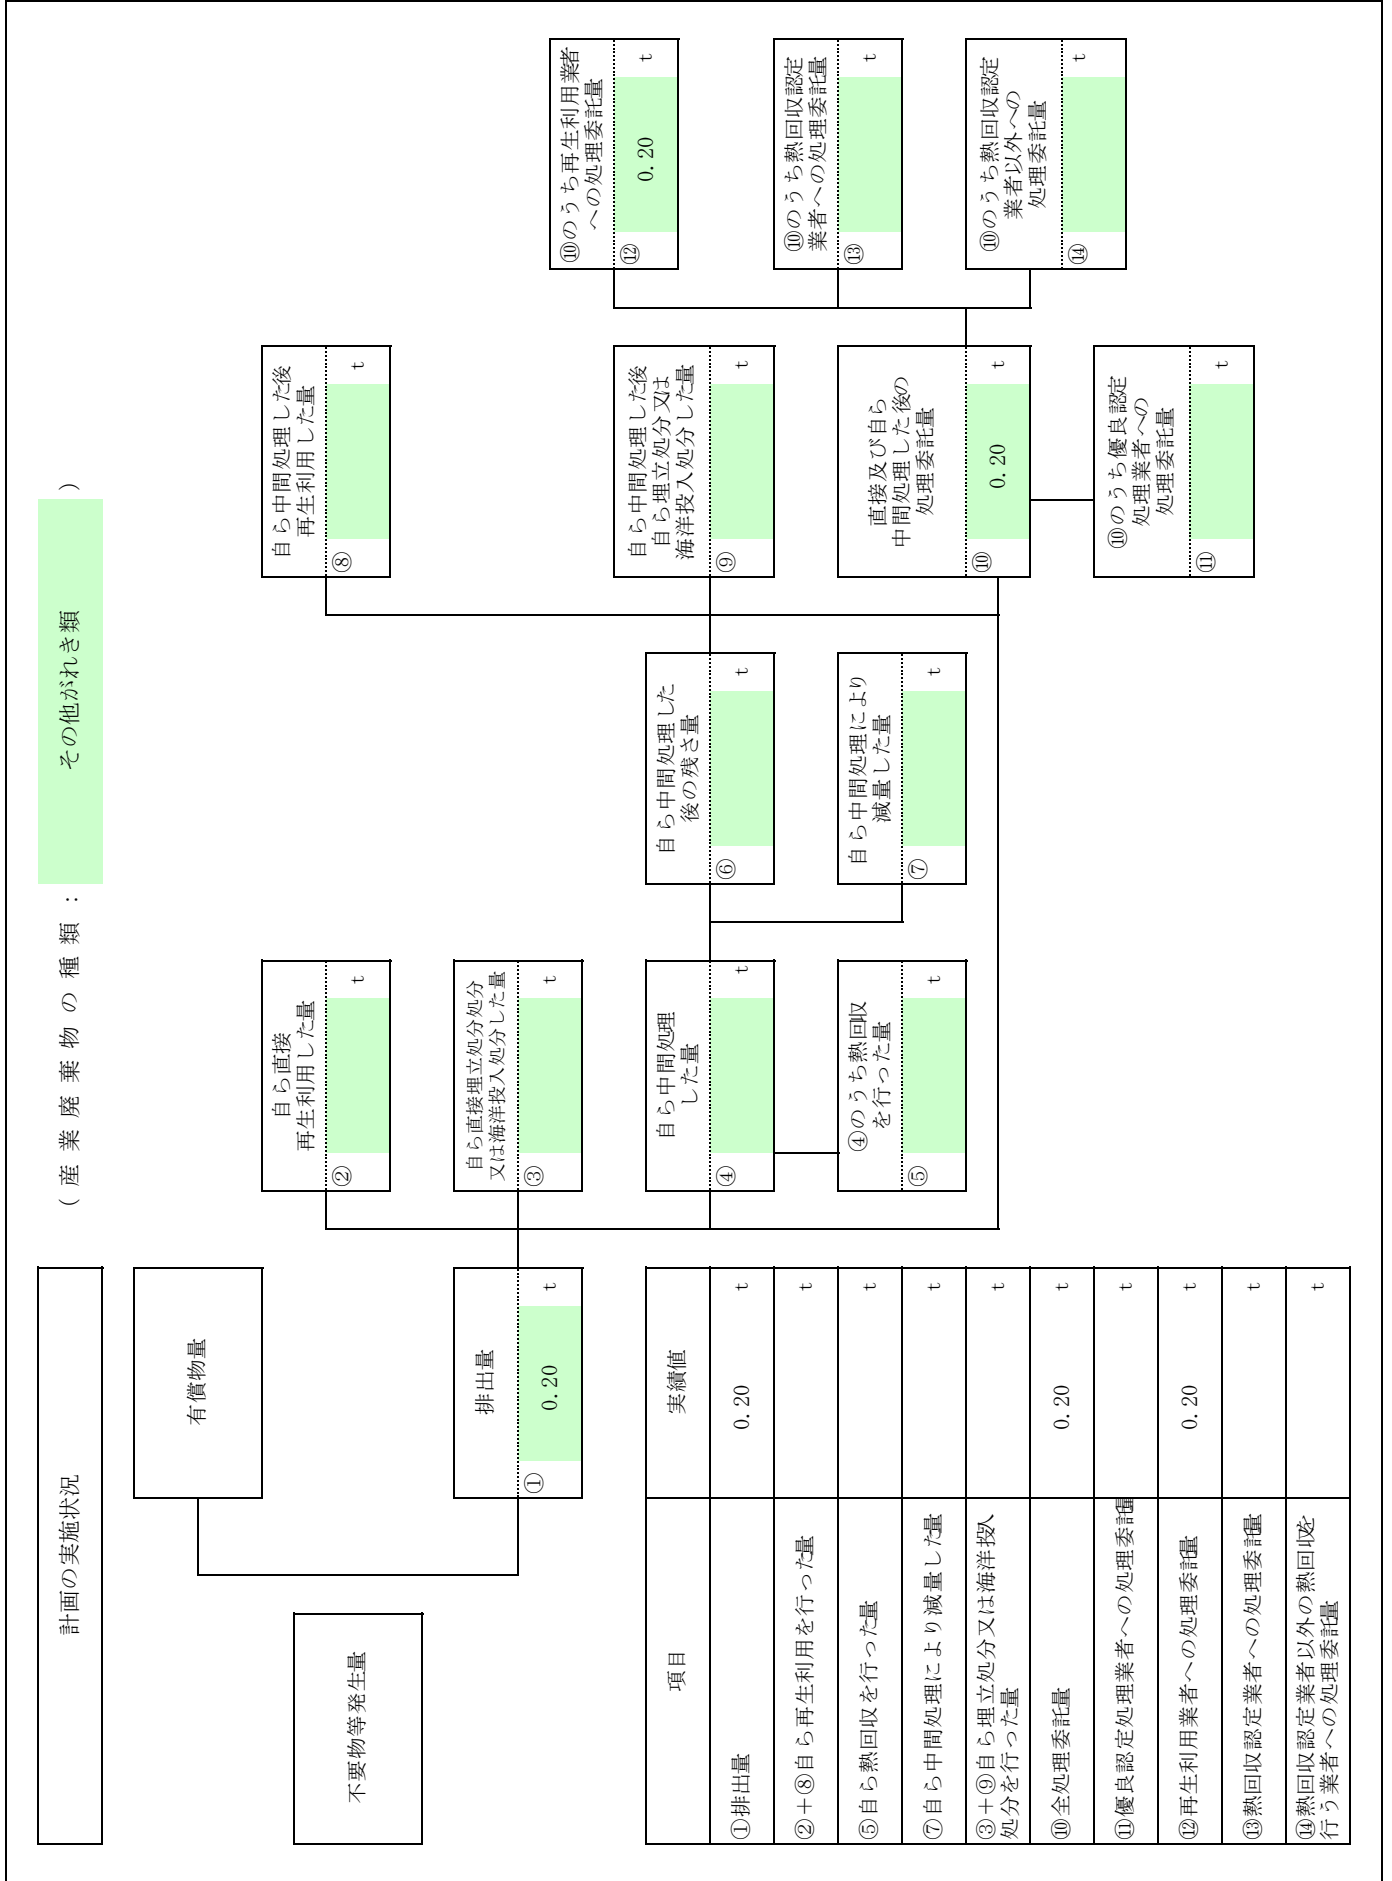 計画の実施状況
(産業廃棄物の種類：
その他がれき類
)
有償物量
不要物等発生量
排出量
①
0.20
t
自ら直接
再生利用した量
②
t
自ら直接埋立処分処分
又は海洋投入処分した量
③
t
自ら中間処理
した量
④
t
④のうち熱回収
を行った量
⑤
t
自ら中間処理した
後の残さ量
⑥
t
自ら中間処理により
減量した量
⑦
t
自ら中間処理した後
再生利用した量
⑧
t
自ら中間処理した後
自ら埋立処分又は
海洋投入処分した量
⑨
t
直接及び自ら
中間処理した後の
処理委託量
⑩
0.20
t
⑩のうち優良認定
処理業者への
処理委託量
⑪
t
⑩のうち再生利用業者
への処理委託量
⑫
0.20
t
⑩のうち熱回収認定
業者への処理委託量
⑬
t
⑩のうち熱回収認定
業者以外への
処理委託量
⑭
t
項目
実績値
①排出量
0.20
t
②＋⑧自ら再生利用を行った量
t
⑤自ら熱回収を行った量
t
⑦自ら中間処理により減量した量
t
③＋⑨自ら埋立処分又は海洋投入
処分を行った量
t
⑩全処理委託量
0.20
t
⑪優良認定処理業者への処理委託量
t
⑫再生利用業者への処理委託量
0.20
t
⑬熱回収認定業者への処理委託量
t
⑭熱回収認定業者以外の熱回収を
行う業者への処理委託量
t